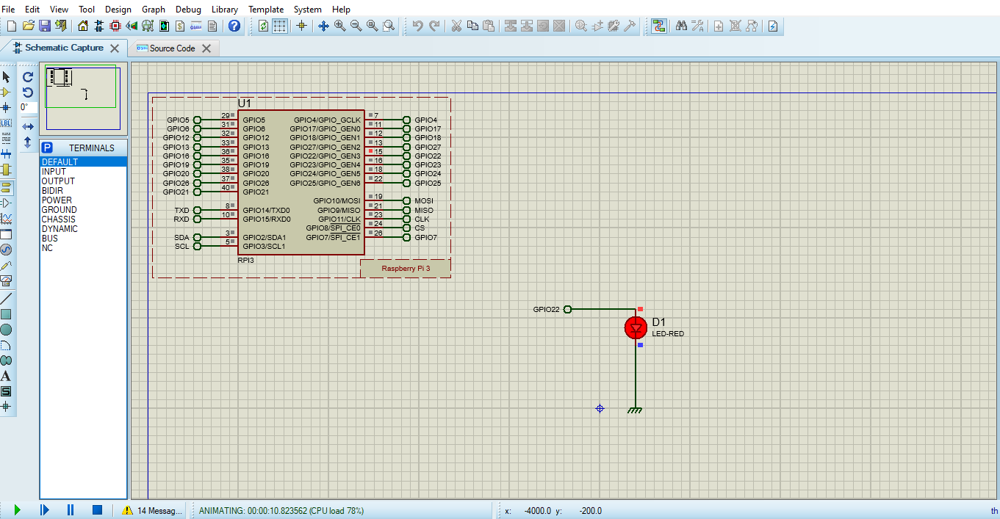 File Edit View Tool Design Graph Debug Library Template System Help
Schematic Capture
Source Code
0°
LBL
P TERMINALS
DEFAULT
INPUT
OUTPUT
BIDIR
POWER
GROUND
CHASSIS
DYNAMIC
BUS
NC
A
S
U1
GPIO5 29 GPIO5 GPIO4/GPIO_GCLK 7 GPIO4
GPIO6 31 GPIO6 GPIO17/GPIO_GEN0 11 GPIO17
GPIO12 32 GPIO12 GPIO18/GPIO_GEN1 12 GPIO18
GPIO13 33 GPIO13 GPIO27/GPIO_GEN2 13 GPIO27
GPIO16 36 GPIO16 GPIO22/GPIO_GEN3 15 GPIO22
GPIO19 35 GPIO19 GPIO23/GPIO_GEN4 16 GPIO23
GPIO20 38 GPIO20 GPIO24/GPIO_GEN5 18 GPIO24
GPIO26 37 GPIO26 GPIO25/GPIO_GEN6 22 GPIO25
GPIO21 40 GPIO21
GPIO10/MOSI 19 MOSI
TXD 8 GPIO14/TXD0 GPIO9/MISO 21 MISO
RXD 10 GPIO15/RXD0 GPIO11/CLK 23 CLK
GPIO8/SPI_CE0 24 CS
SDA 3 GPIO2/SDA1 GPIO7/SPI_CE1 26 GPIO7
SCL 5 GPIO3/SCL1
RPI3
Raspberry Pi 3
GPIO22
D1
LED-RED
14 Messag... ANIMATING: 00:00:10.823562 (CPU load 78%) x: -4000.0 y: -200.0 th